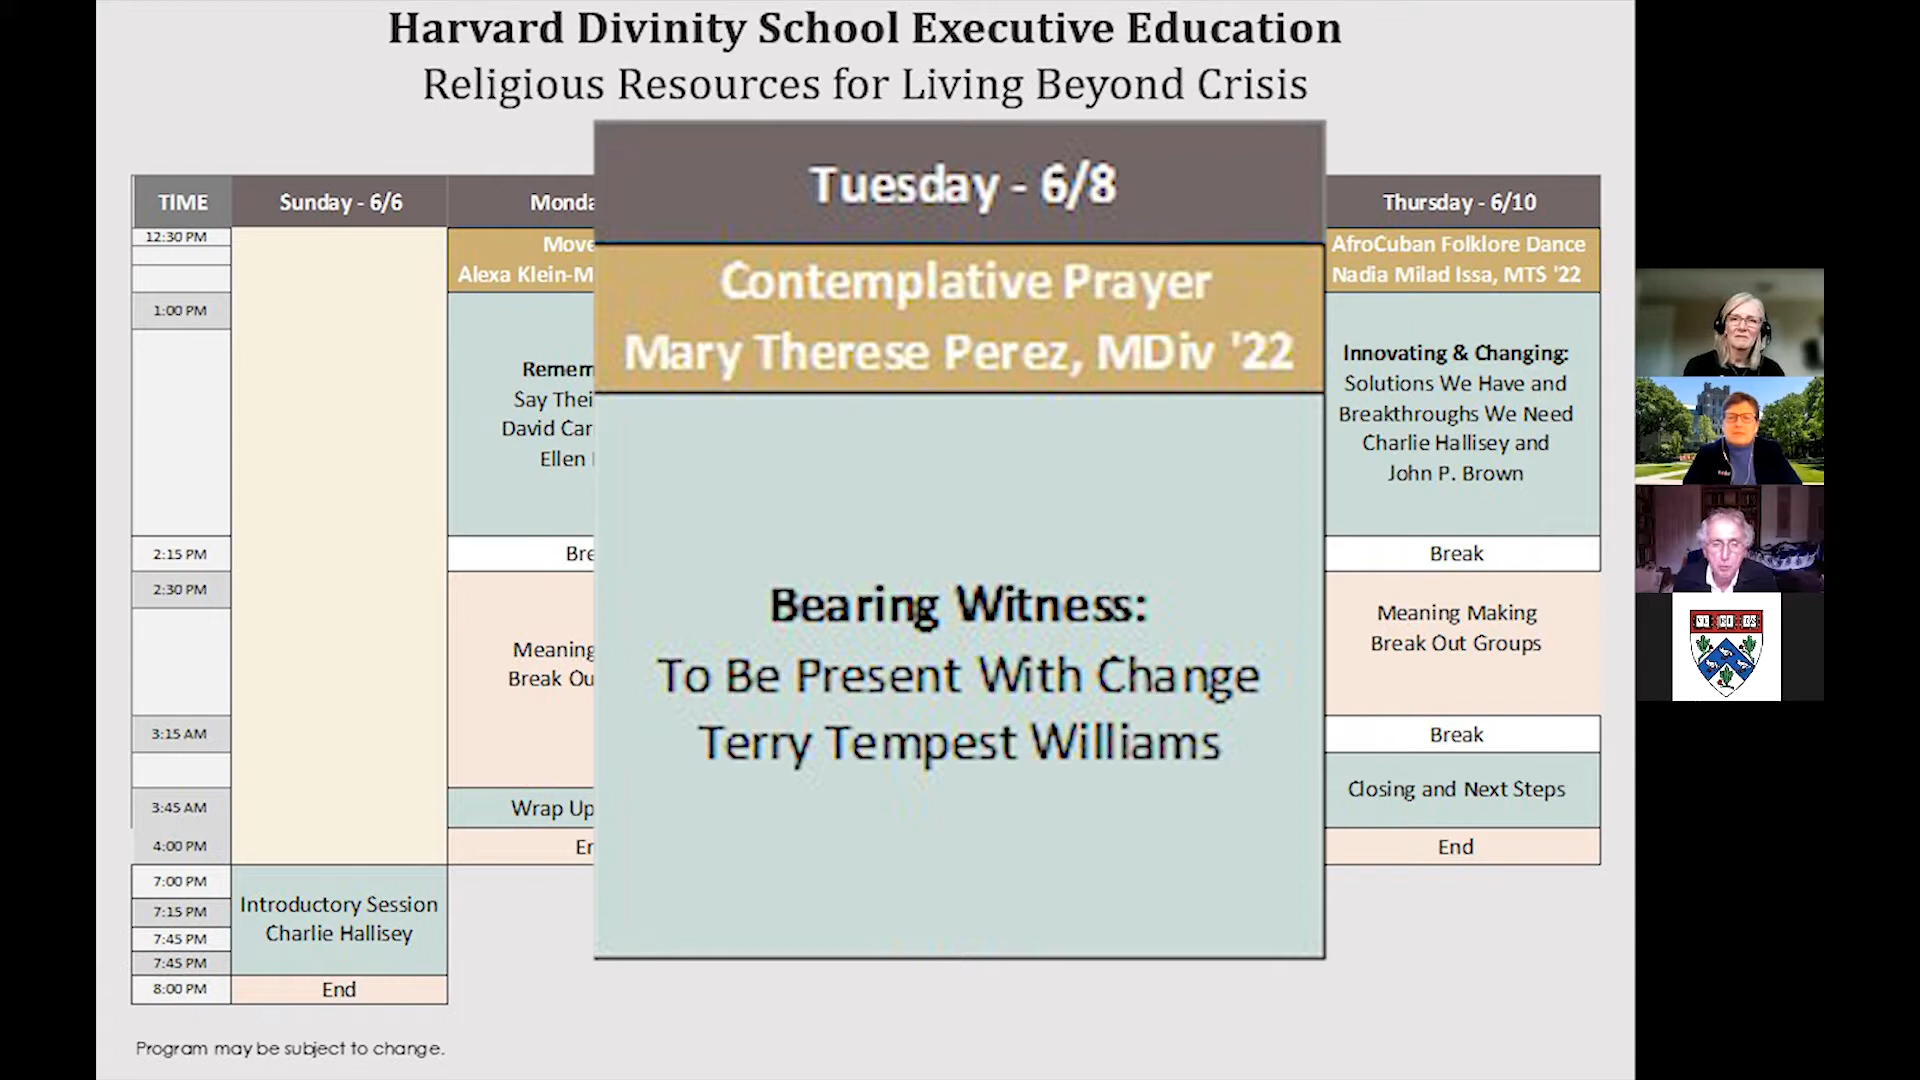 Harvard Divinity School Executive Education
Religious Resources for Living Beyond Crisis
TIME
12:30 PM
1:00 PM
2:15 PM
2:30 PM
3:15 AM
3:45 AM
4:00 PM
7:00 PM
7:15 PM
7:45 PM
7:45 PM
8:00 PM
Sunday - 6/6
Introductory Session
Charlie Hallisey
End
Monda
Move
Alexa Klein-M
Remem
Say Thei
David Car
Ellen
Bre
Meaning
Break Ou
Wrap Up
En
Tuesday - 6/8
Contemplative Prayer
Mary Therese Perez, MDiv '22
Bearing Witness:
To Be Present With Change
Terry Tempest Williams
Thursday - 6/10
AfroCuban Folklore Dance
Nadia Milad Issa, MTS '22
Innovating & Changing:
Solutions We Have and
Breakthroughs We Need
Charlie Hallisey and
John P. Brown
Break
Meaning Making
Break Out Groups
Break
Closing and Next Steps
End
Program may be subject to change.
VE RI TAS